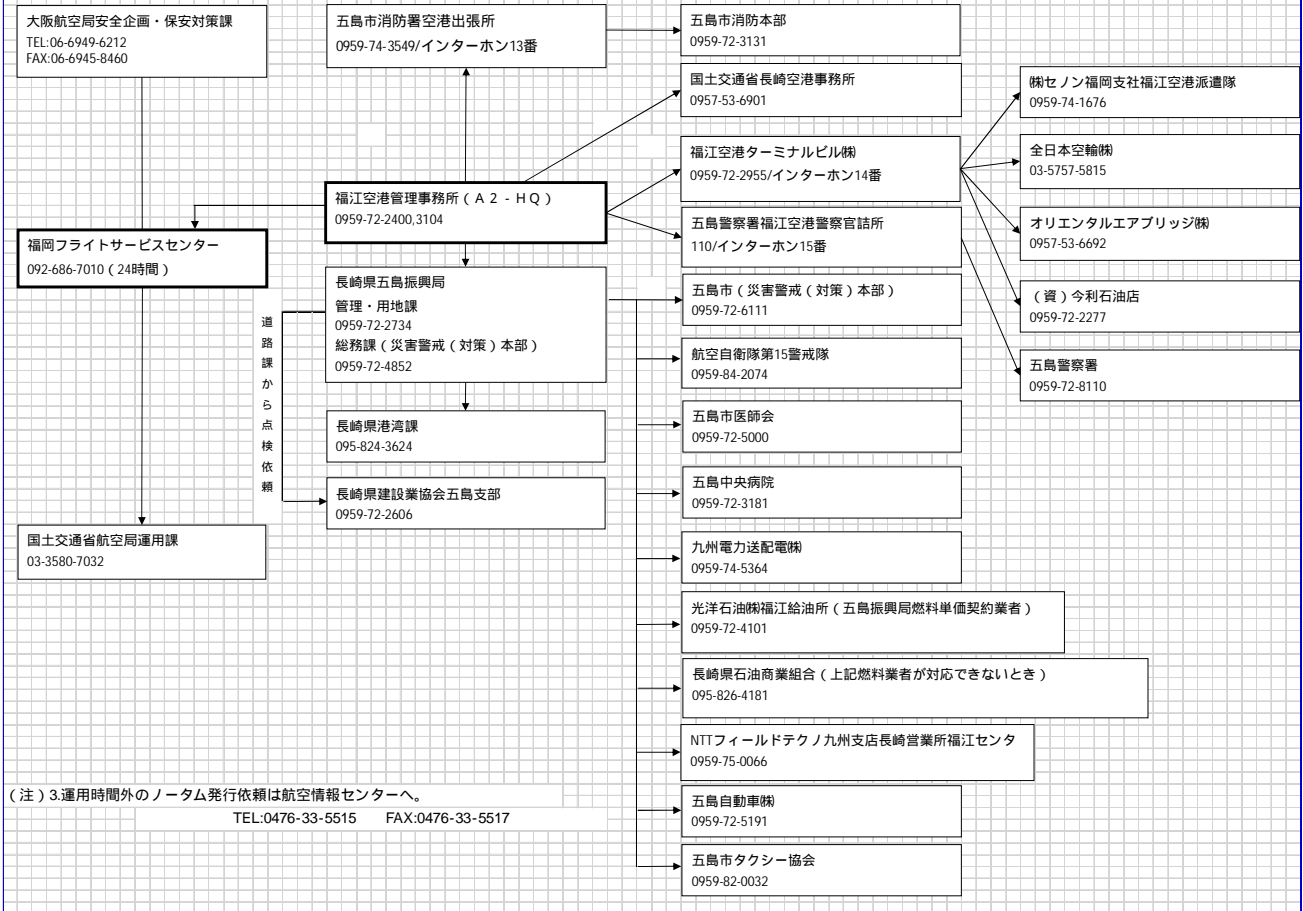 大阪航空局安全企画・保安対策課
TEL:06-6949-6212
FAX:06-6945-8460
福岡フライトサービスセンター
092-686-7010(24時間)
国土交通省航空局運用課
03-3580-7032
五島市消防署空港出張所
0959-74-3549/インターホン13番
福江空港管理事務所(A2-HQ)
0959-72-2400,3104
長崎県五島振興局
管理・用地課
0959-72-2734
総務課(災害警戒(対策)本部)
0959-72-4852
道路課から点検依頼
長崎県港湾課
095-824-3624
長崎県建設業協会五島支部
0959-72-2606
五島市消防本部
0959-72-3131
国土交通省長崎空港事務所
0957-53-6901
福江空港ターミナルビル㈱
0959-72-2955/インターホン14番
五島警察署福江空港警察官詰所
110/インターホン15番
五島市(災害警戒(対策)本部)
0959-72-6111
航空自衛隊第15警戒隊
0959-84-2074
五島市医師会
0959-72-5000
五島中央病院
0959-72-3181
九州電力送配電㈱
0959-74-5364
光洋石油㈱福江給油所(五島振興局燃料単価契約業者)
0959-72-4101
長崎県石油商業組合(上記燃料業者が対応できないとき)
095-826-4181
NTTフィールドテクノ九州支店長崎営業所福江センタ
0959-75-0066
五島自動車㈱
0959-72-5191
五島市タクシー協会
0959-82-0032
㈱セノン福岡支社福江空港派遣隊
0959-74-1676
全日本空輸㈱
03-5757-5815
オリエンタルエアブリッジ㈱
0957-53-6692
(資)今利石油店
0959-72-2277
五島警察署
0959-72-8110
(注)3.運用時間外のノータム発行依頼は航空情報センターへ。
TEL:0476-33-5515 FAX:0476-33-5517